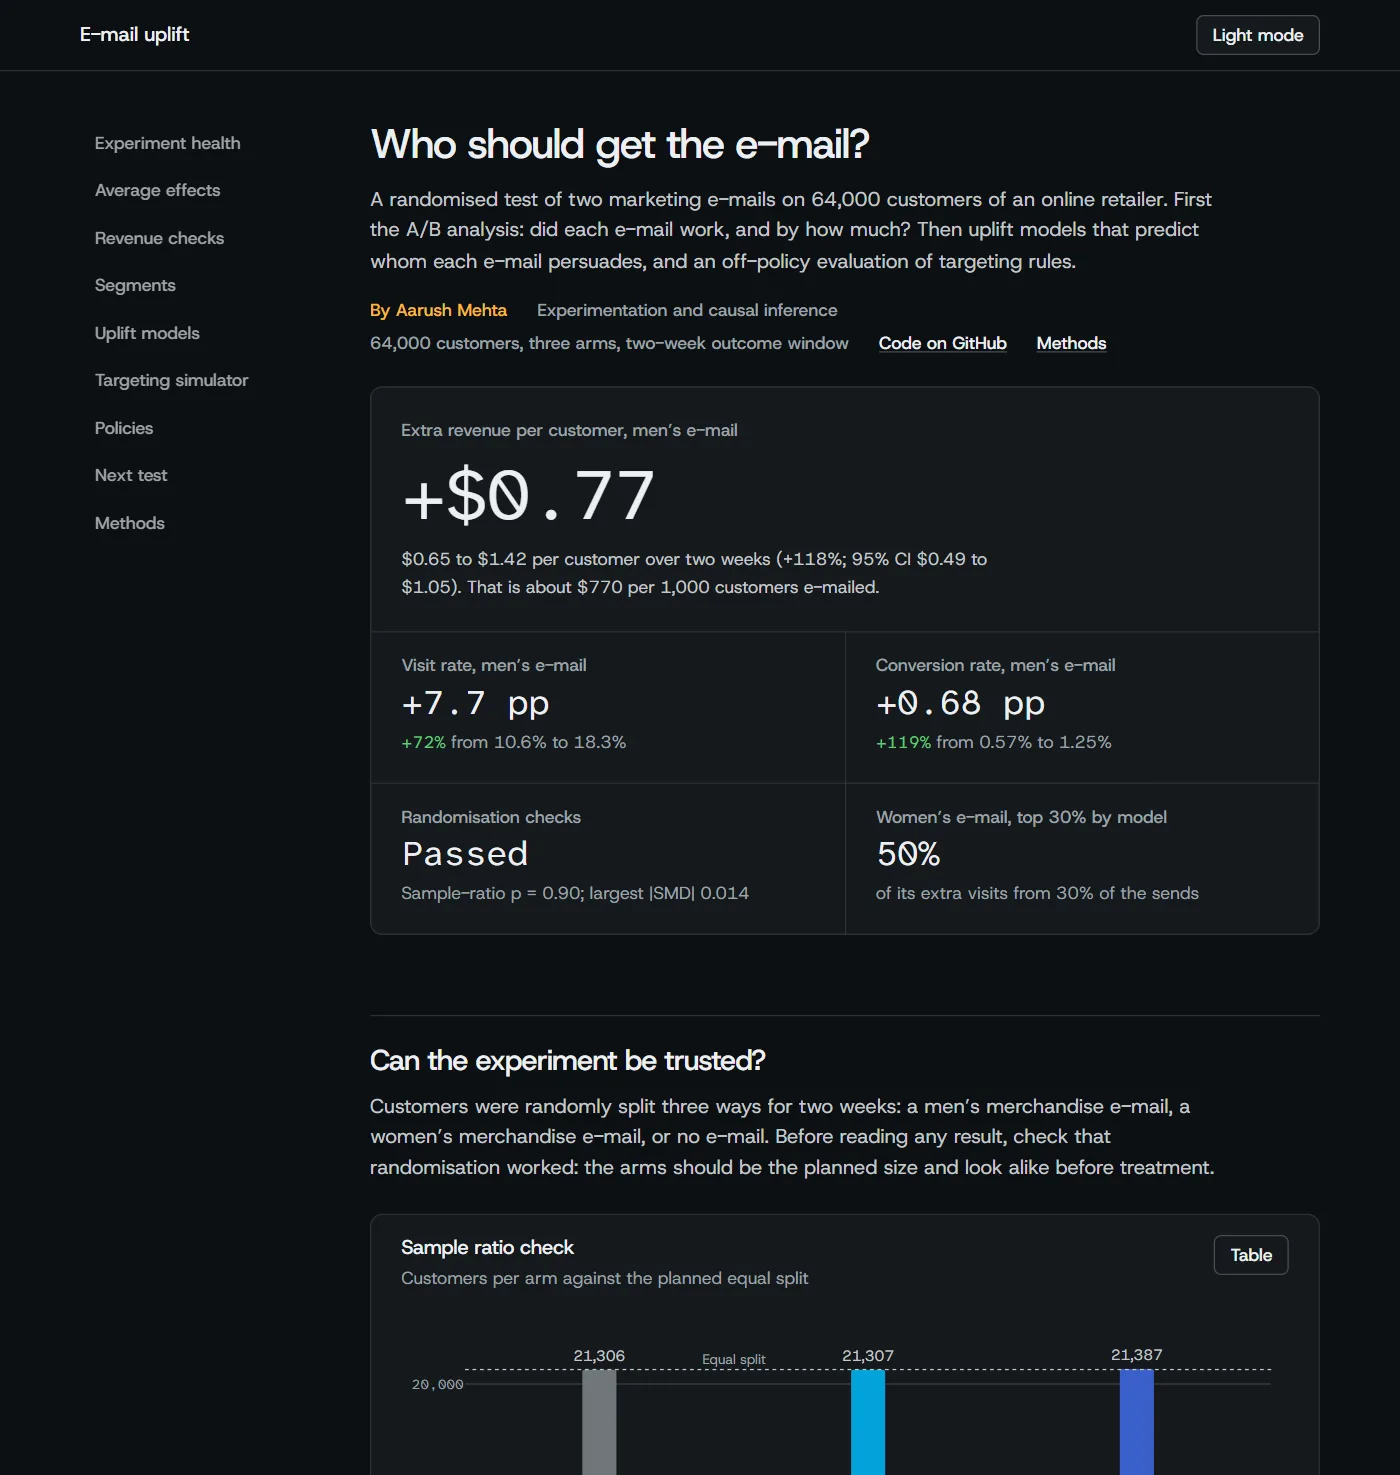 E-mail uplift
Light mode
Experiment health
Average effects
Revenue checks
Segments
Uplift models
Targeting simulator
Policies
Next test
Methods
Who should get the e-mail?
A randomised test of two marketing e-mails on 64,000 customers of an online retailer. First
the A/B analysis: did each e-mail work, and by how much? Then uplift models that predict
whom each e-mail persuades, and an off-policy evaluation of targeting rules.
By Aarush Mehta Experimentation and causal inference
64,000 customers, three arms, two-week outcome window Code on GitHub Methods
Extra revenue per customer, men’s e-mail
+$0.77
$0.65 to $1.42 per customer over two weeks (+118%; 95% CI $0.49 to
$1.05). That is about $770 per 1,000 customers e-mailed.
Visit rate, men’s e-mail
+7.7 pp
+72% from 10.6% to 18.3%
Conversion rate, men’s e-mail
+0.68 pp
+119% from 0.57% to 1.25%
Randomisation checks
Passed
Sample-ratio p = 0.90; largest |SMD| 0.014
Women’s e-mail, top 30% by model
50%
of its extra visits from 30% of the sends
Can the experiment be trusted?
Customers were randomly split three ways for two weeks: a men’s merchandise e-mail, a
women’s merchandise e-mail, or no e-mail. Before reading any result, check that
randomisation worked: the arms should be the planned size and look alike before treatment.
Sample ratio check
Table
Customers per arm against the planned equal split
21,306 Equal split 21,307 21,387
20,000